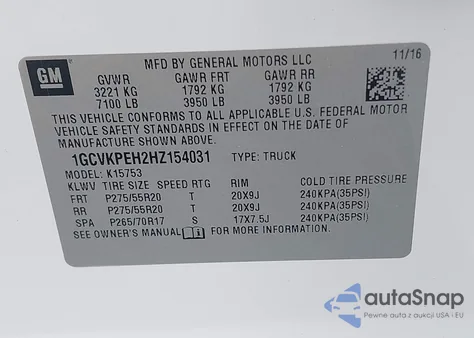 GM
MFD BY GENERAL MOTORS LLC 11/16
GVWR GAWR FRT GAWR RR
3221 KG 1792 KG 1792 KG
7100 LB 3950 LB 3950 LB
THIS VEHICLE CONFORMS TO ALL APPLICABLE U.S. FEDERAL MOTOR
VEHICLE SAFETY STANDARDS IN EFFECT ON THE DATE OF
MANUFACTURE SHOWN ABOVE.
1GCVKPEH2HZ154031 TYPE: TRUCK
MODEL: K15753
KLWV TIRE SIZE SPEED RTG RIM COLD TIRE PRESSURE
FRT P275/55R20 T 20X9J 240KPA(35PSI)
RR P275/55R20 T 20X9J 240KPA(35PSI)
SPA P265/70R17 S 17X7.5J 240KPA(35PSI)
SEE OWNER'S MANUAL FOR MORE INFORMATION.
autoSnap
Pewne auta z aukcji USA i EU